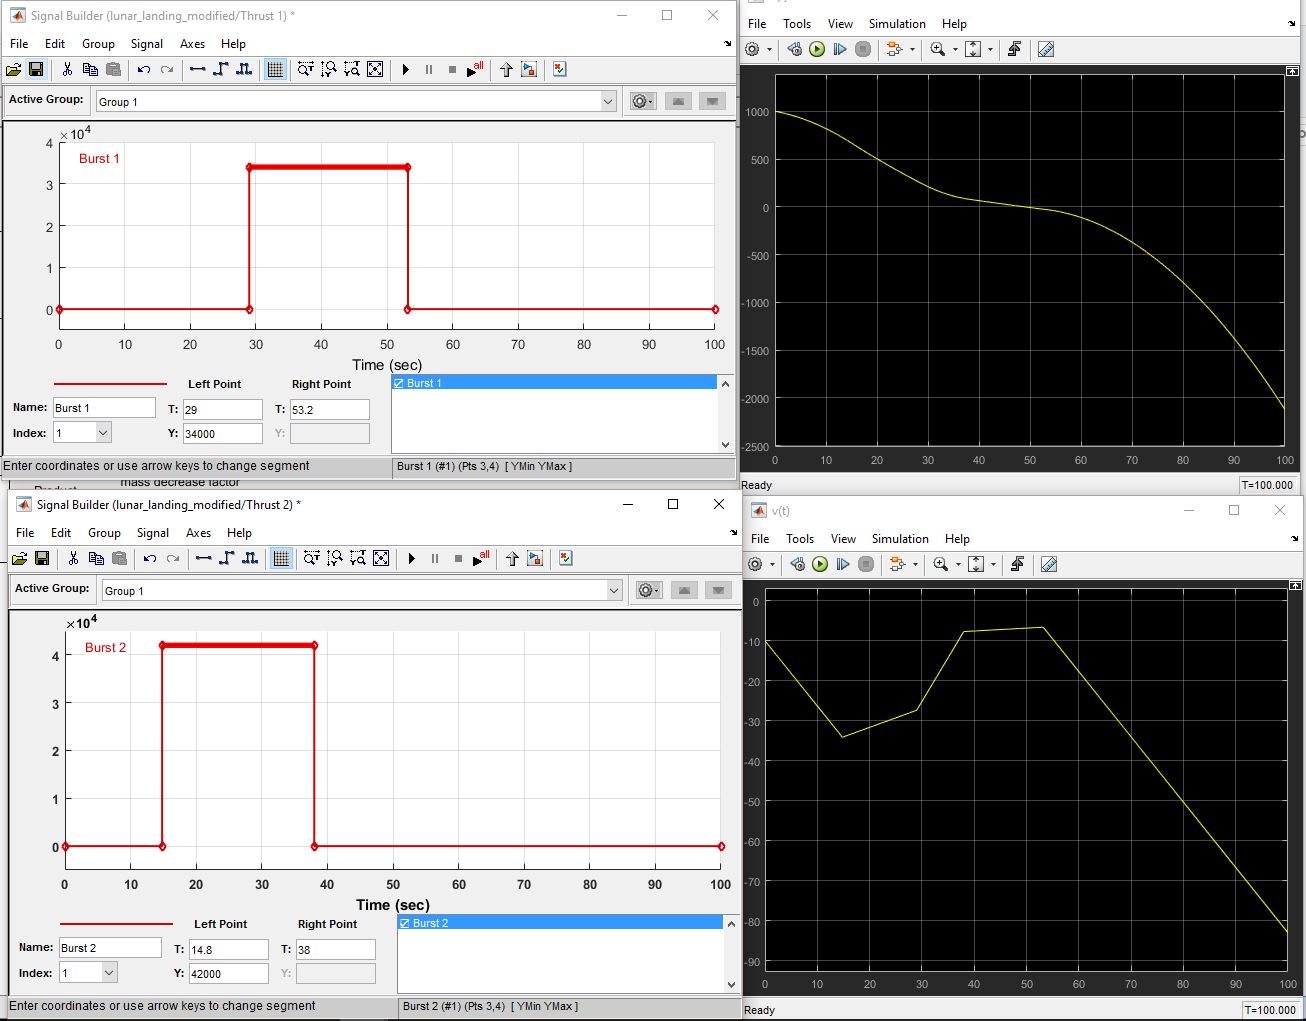 Signal Builder (lunar_landing_modified/Thrust 1) *
File Edit Group Signal Axes Help
all
Active Group: Group 1
×10^4
Burst 1
4
3
2
1
0
0 10 20 30 40 50 60 70 80 90 100
Time (sec)
Left Point Right Point
Burst 1
Name: Burst 1 T: 29 T: 53.2
Index: 1 Y: 34000 Y:
Enter coordinates or use arrow keys to change segment
Burst 1 (#1) (Pts 3,4) [ YMin YMax ]
mass decrease factor
File Tools View Simulation Help
1000
500
0
-500
-1000
-1500
-2000
-2500
0 10 20 30 40 50 60 70 80 90 100
Ready T=100.000
Signal Builder (lunar_landing_modified/Thrust 2) *
File Edit Group Signal Axes Help
all
Active Group: Group 1
×10^4
Burst 2
4
3
2
1
0
0 10 20 30 40 50 60 70 80 90 100
Time (sec)
Left Point Right Point
Burst 2
Name: Burst 2 T: 14.8 T: 38
Index: 1 Y: 42000 Y:
Enter coordinates or use arrow keys to change segment
Burst 2 (#1) (Pts 3,4) [ YMin YMax ]
v(t)
File Tools View Simulation Help
0
-10
-20
-30
-40
-50
-60
-70
-80
-90
0 10 20 30 40 50 60 70 80 90 100
Ready T=100.000